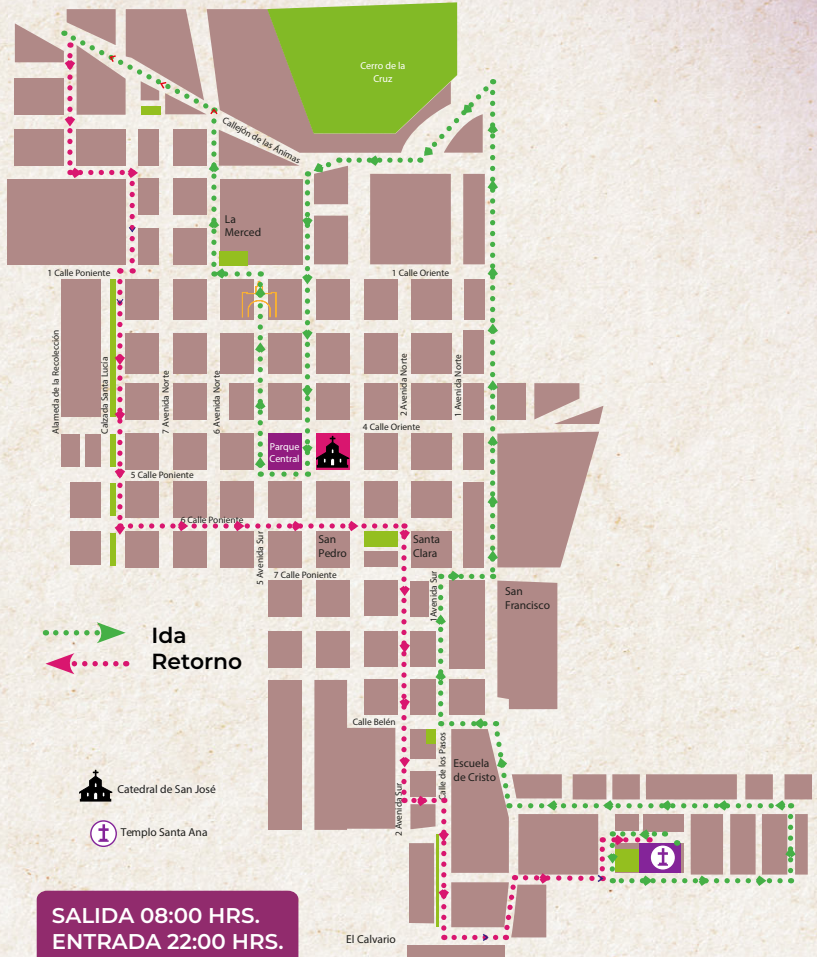 Cerro de la
Cruz
Callejón de las Ánimas
La
Merced
1 Calle Poniente
1 Calle Oriente
Alameda de la Recolección
Calzada Santa Lucia
7 Avenida Norte
6 Avenida Norte
2 Avenida Norte
1 Avenida Norte
4 Calle Oriente
Parque
Central
5 Calle Poniente
6 Calle Poniente
5 Avenida Sur
San
Pedro
Santa
Clara
7 Calle Poniente
1 Avenida Sur
San
Francisco
Ida
Retorno
Calle Belén
Calle de los Pasos
Escuela
de Cristo
2 Avenida Sur
Catedral de San José
Templo Santa Ana
SALIDA 08:00 HRS.
ENTRADA 22:00 HRS.
El Calvario